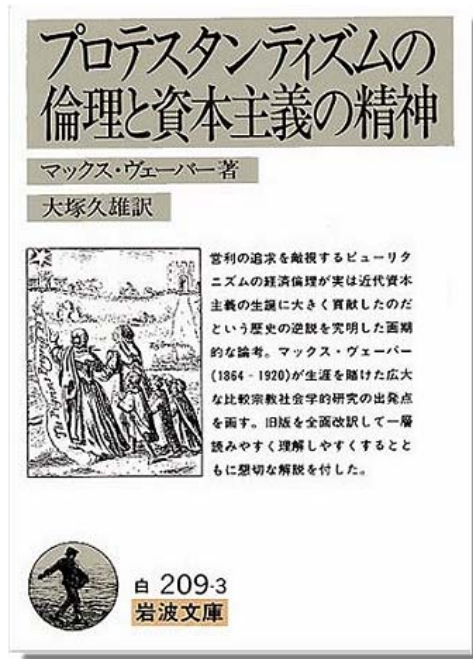 プロテスタンティズムの
倫理と資本主義の精神
マックス・ヴェーバー著
大塚久雄訳
営利の追求を敵視するピューリタ
ニズムの経済倫理が実は近代資本
主義の生誕に大きく貢献したのだ
という歴史の逆説を究明した画期
的な論考。マックス・ヴェーバー
(1864‐1920)が生涯を賭けた広大
な比較宗教社会学的研究の出発点
を画す。旧版を全面改訳して一層
読みやすく理解しやすくするとと
もに懇切な解説を付した。
白 209-3
岩波文庫